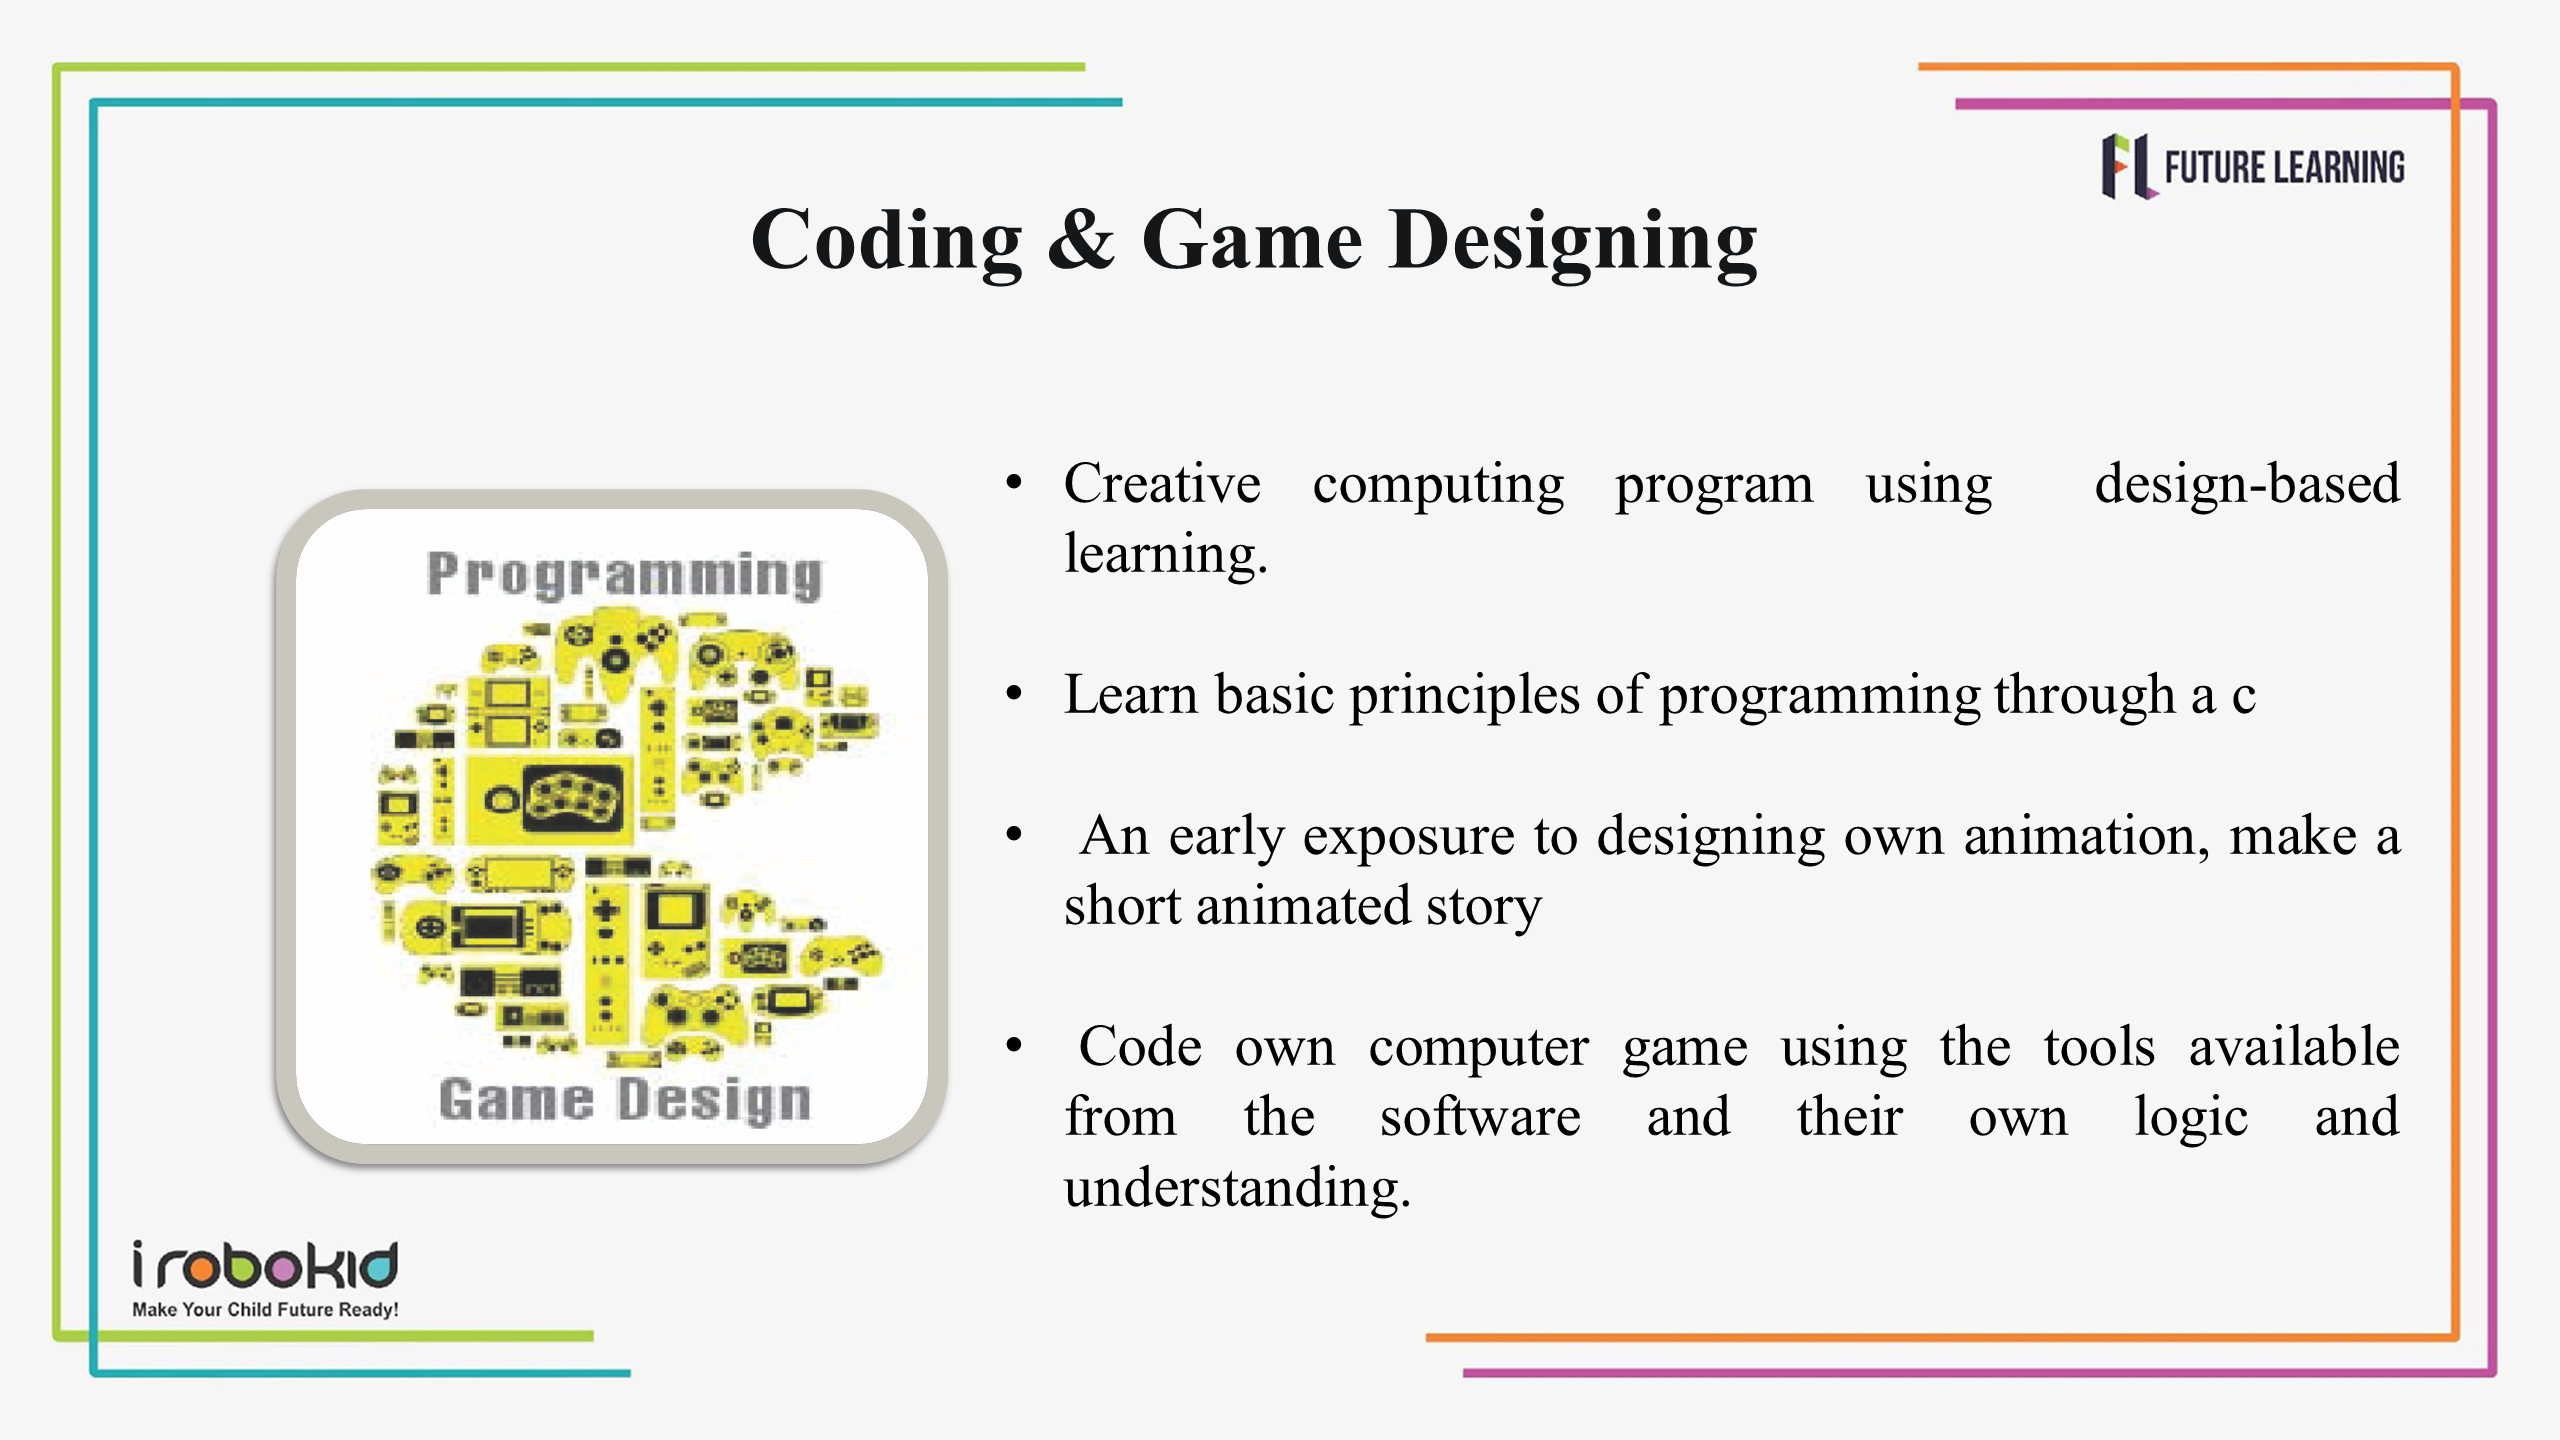 FUTURE LEARNING
Coding & Game Designing
Programming
Game Design
• Creative computing program using design-based
learning.
• Learn basic principles of programming through a c
• An early exposure to designing own animation, make a
short animated story
• Code own computer game using the tools available
from the software and their own logic and
understanding.
i robokid
Make Your Child Future Ready!